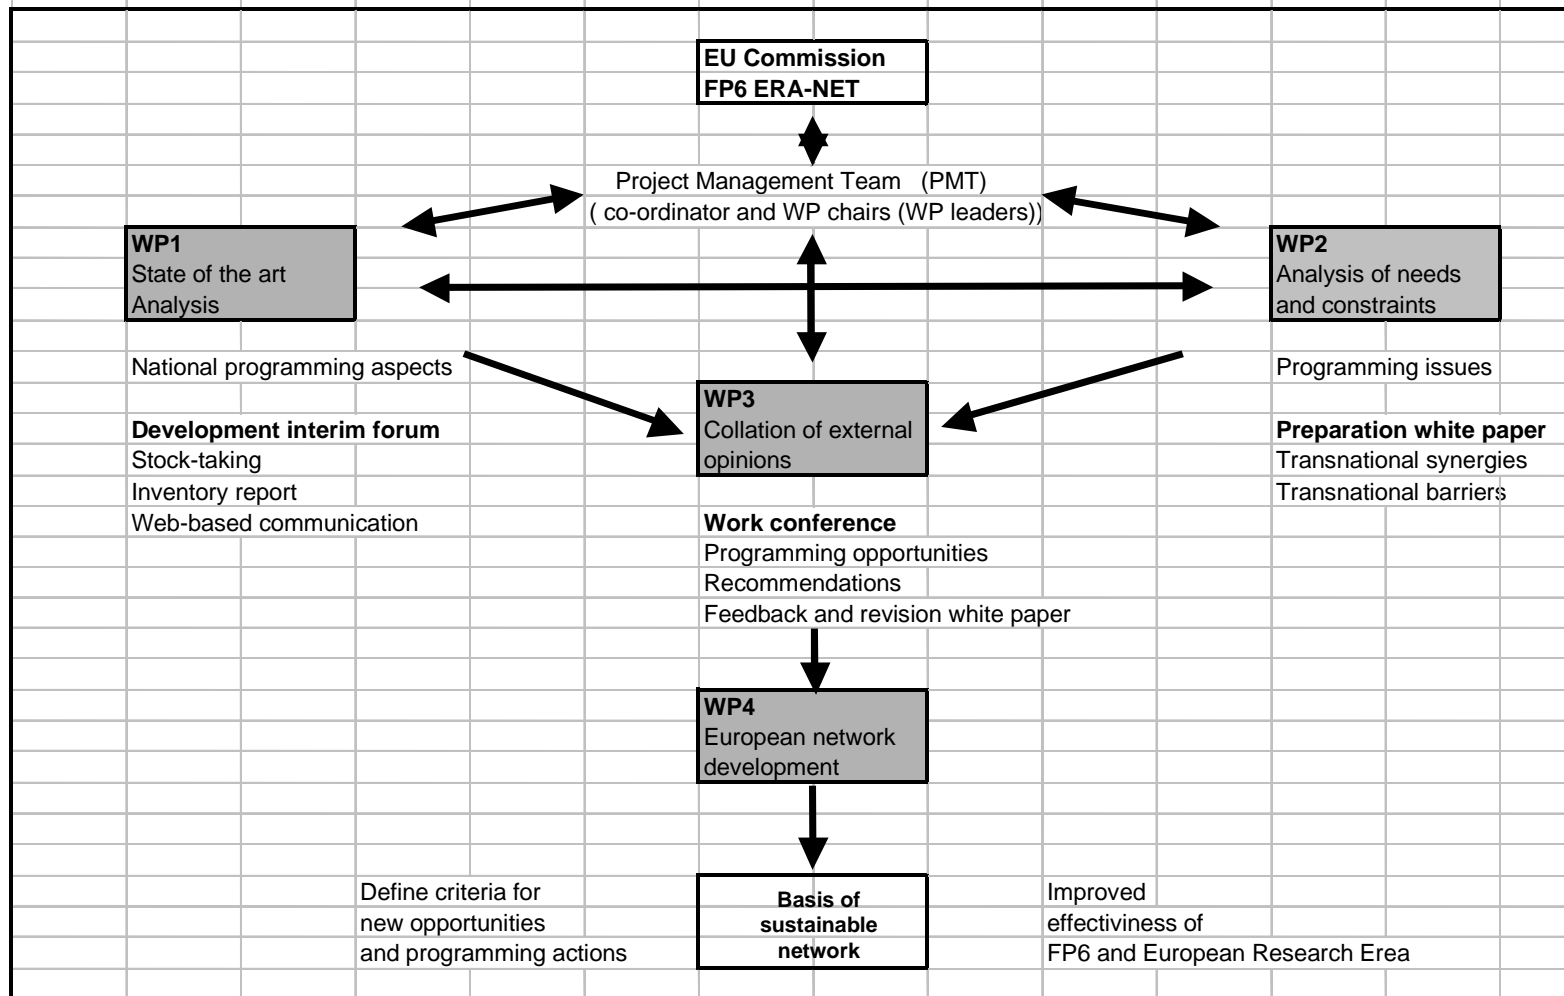 EU Commission
FP6 ERA-NET
Project Management Team (PMT)
( co-ordinator and WP chairs (WP leaders))
WP1
State of the art
Analysis
WP2
Analysis of needs
and constraints
National programming aspects
Programming issues
WP3
Collation of external
opinions
Development interim forum
Stock-taking
Inventory report
Web-based communication
Preparation white paper
Transnational synergies
Transnational barriers
Work conference
Programming opportunities
Recommendations
Feedback and revision white paper
WP4
European network
development
Define criteria for
new opportunities
and programming actions
Basis of
sustainable
network
Improved
effectiviness of
FP6 and European Research Erea